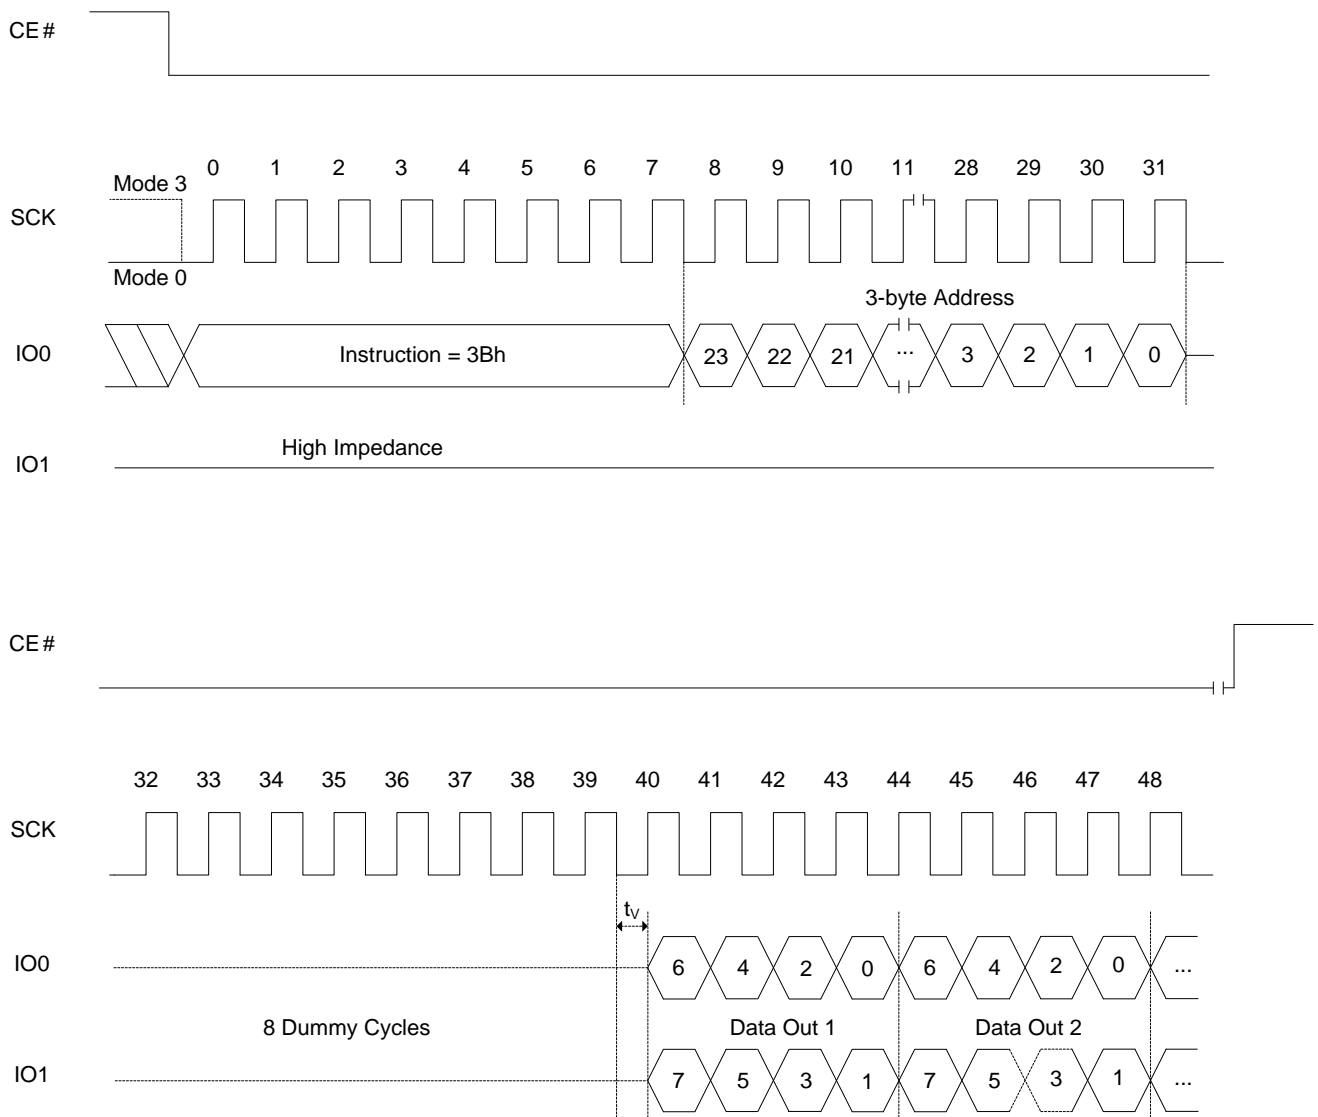 CE#
0 1 2 3 4 5 6 7 8 9 10 11 28 29 30 31
Mode 3
SCK
Mode 0
3-byte Address
IO0 Instruction = 3Bh 23 22 21 ... 3 2 1 0
High Impedance
IO1
CE#
32 33 34 35 36 37 38 39 40 41 42 43 44 45 46 47 48
SCK
tV
IO0 6 4 2 0 6 4 2 0 ...
8 Dummy Cycles Data Out 1 Data Out 2
IO1 7 5 3 1 7 5 3 1 ...